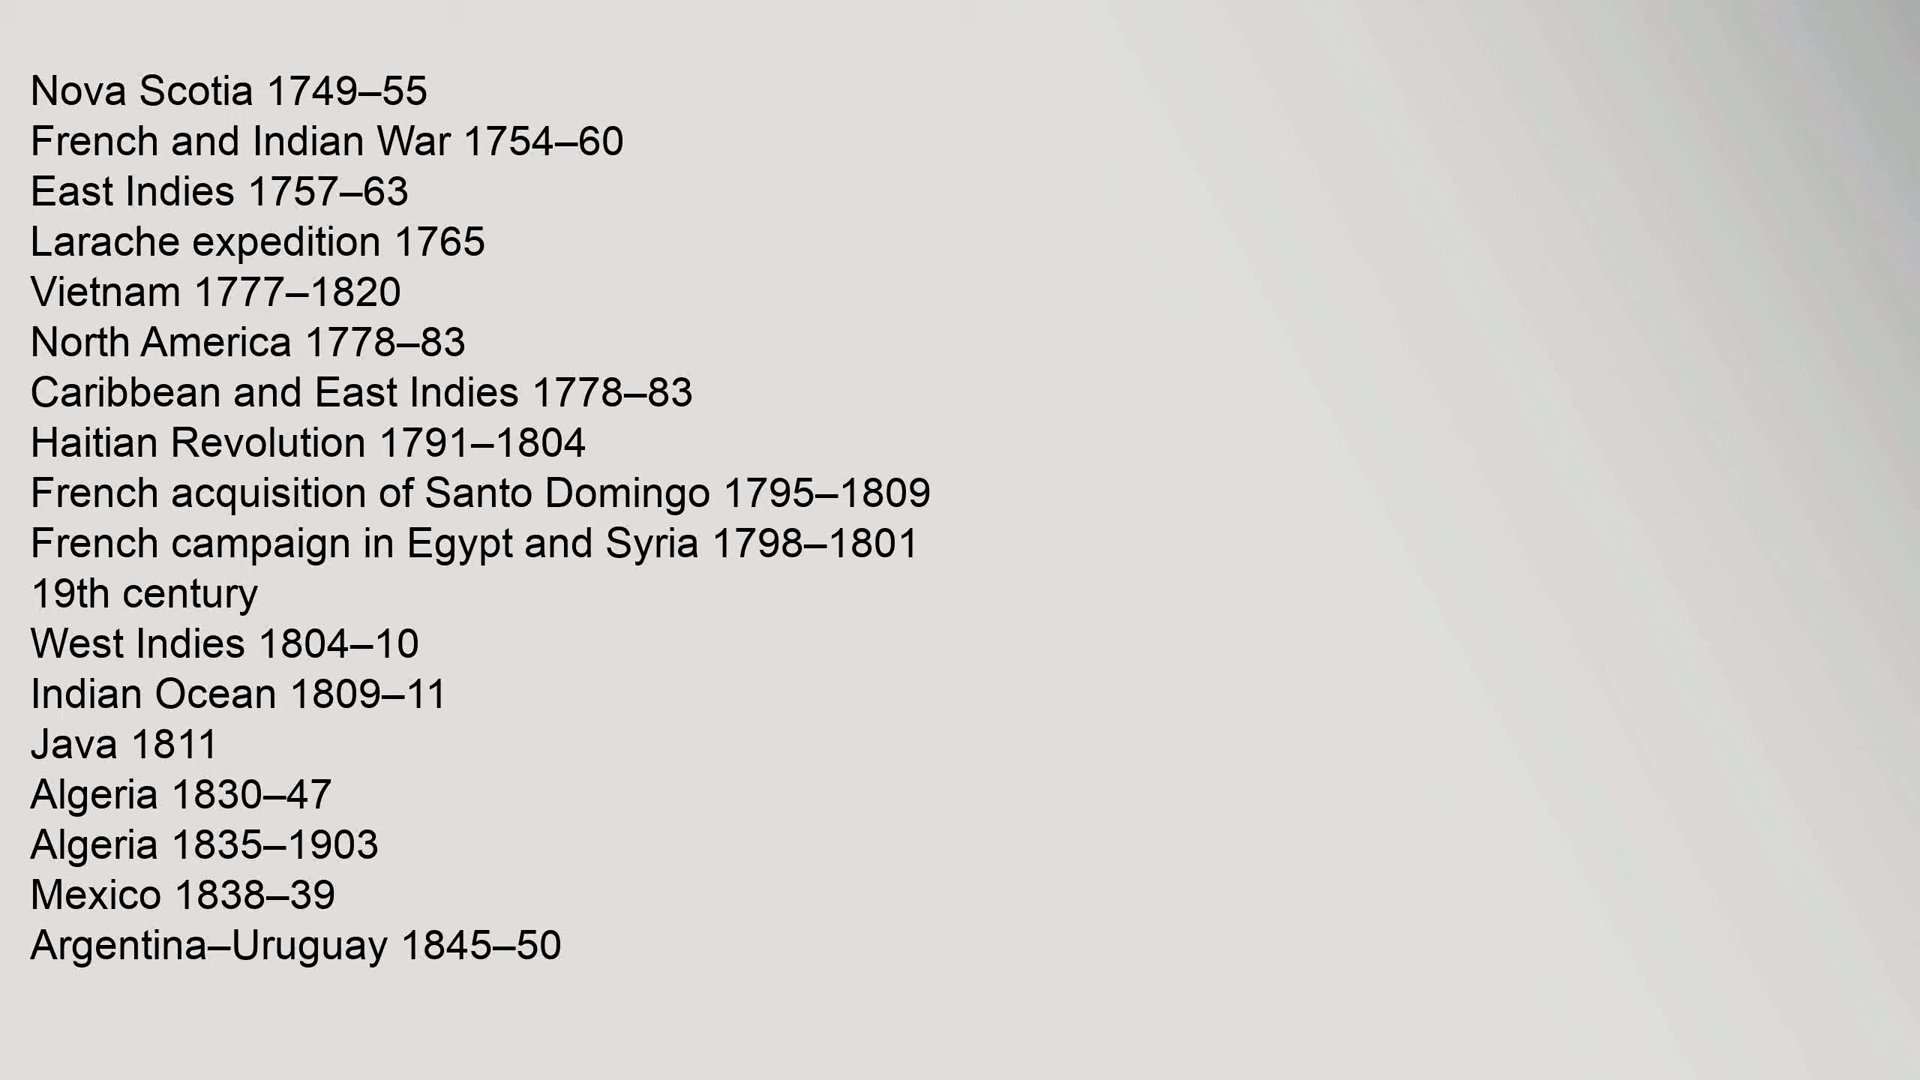 Nova Scotia 1749–55
French and Indian War 1754–60
East Indies 1757–63
Larache expedition 1765
Vietnam 1777–1820
North America 1778–83
Caribbean and East Indies 1778–83
Haitian Revolution 1791–1804
French acquisition of Santo Domingo 1795–1809
French campaign in Egypt and Syria 1798–1801
19th century
West Indies 1804–10
Indian Ocean 1809–11
Java 1811
Algeria 1830–47
Algeria 1835–1903
Mexico 1838–39
Argentina–Uruguay 1845–50